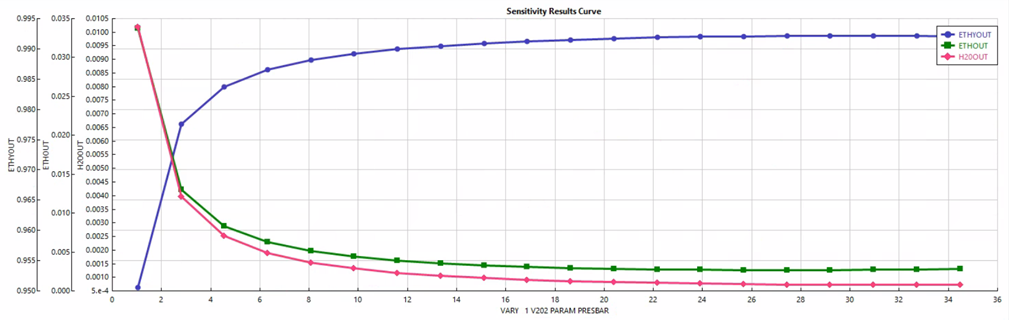 Sensitivity Results Curve
0.995 0.035 0.0105
0.0100
0.990 0.0095
0.030 0.0090
0.985 0.0085
0.0080
0.025 0.0075
0.980 0.0070
0.020 0.0065
0.0060
0.975 0.0055
0.970 0.015 0.0050
0.0045
0.965 0.0040
0.010 0.0035
0.960 0.0030
0.0025
0.005 0.0020
0.955 0.0015
0.0010
0.950 0.000 5.e-4
ETHYOUT
ETHOUT
H20OUT
ETHYOUT
ETHOUT
H20OUT
0 2 4 6 8 10 12 14 16 18 20 22 24 26 28 30 32 34 36
VARY 1 V202 PARAM PRESBAR